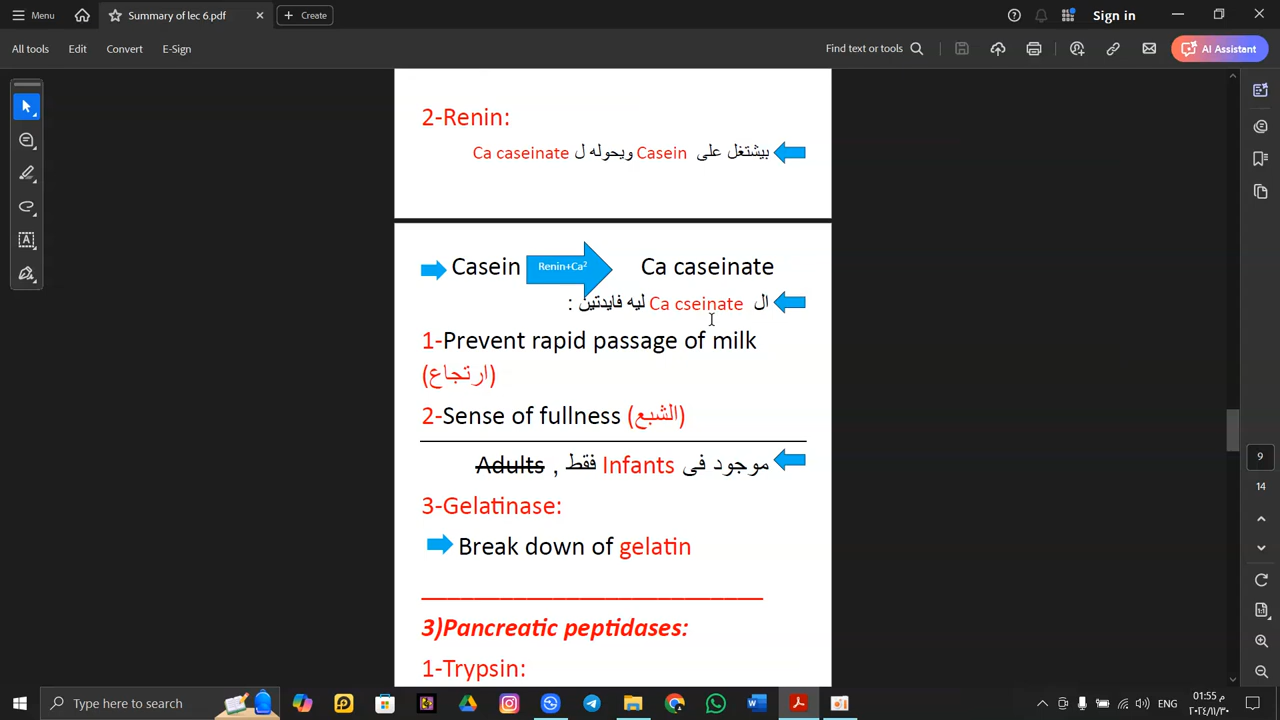 Menu
Summary of lec 6.pdf
Create
Sign in
All tools
Edit
Convert
E-Sign
Find text or tools
AI Assistant
2-Renin:
بيشتغل على Casein ويحوله ل Ca caseinate
Casein
Renin+Ca²
Ca caseinate
ال Ca cseinate ليه فايدتين :
1-Prevent rapid passage of milk
(ارتجاع)
2-Sense of fullness (الشبع)
موجود فى Infants فقط , Adults
3-Gelatinase:
Break down of gelatin
3)Pancreatic peptidases:
1-Trypsin:
9
14
Type here to search
ENG
٠١:٥٥ م